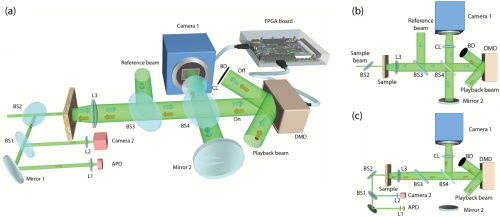 (a)
Camera 1
FPGA board
Reference beam
BD
Off
CL
BS2
L3
BS3
BS4
On
DMD
BS1
Camera 2
L2
Mirror 1
APD
L1
Mirror 2
Playback beam
(b)
Camera 1
Reference
beam
Sample
beam
CL
BD
DMD
L3
BS2
Sample
BS3
BS4
Playback beam
Mirror 2
(c)
Camera 1
CL
BD
DMD
BS2
L3
Sample
BS3
BS4
Playback beam
BS1
Camera 2
L2
APD
L1
Mirror 2